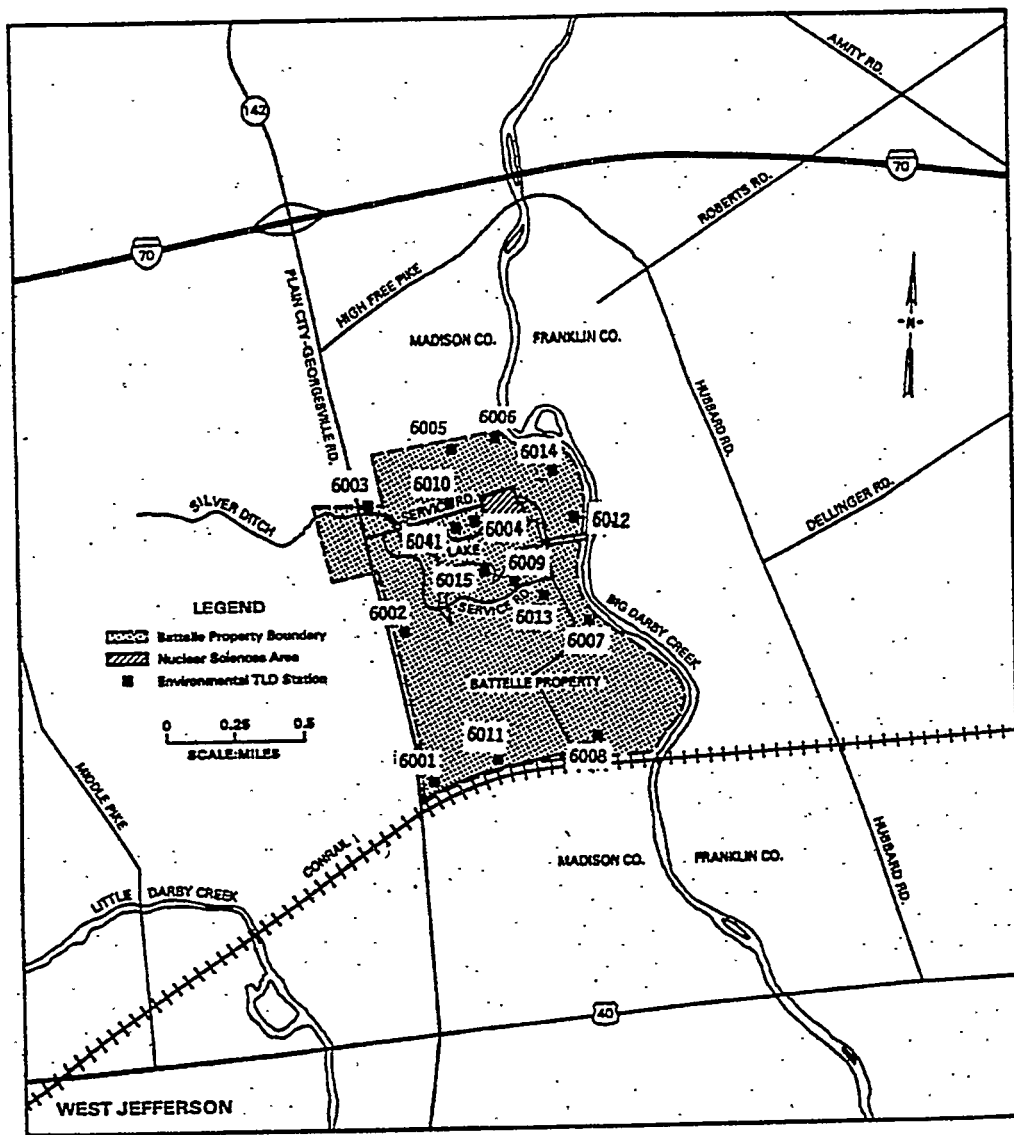 AMITY RD.
142
70
70
ROBERTS RD.
HIGH FREE PIKE
PLAIN CITY-GEORGESVILLE RD.
-N-
MADISON CO.
FRANKLIN CO.
HUBBARD RD.
6006
6005
6014
6010
6003
SERVICE RD.
DELLINGER RD.
SILVER DITCH
6004
6012
6041
LAKE
6009
6015
SERVICE RD.
6013
6002
6007
BIG DARBY CREEK
LEGEND
Battelle Property Boundary
Nuclear Sciences Area
Environmental TLD Station
BATTELLE PROPERTY
0 0.25 0.5
SCALE:MILES
6011
6001
6008
MIDDLE PIKE
CONRAIL
MADISON CO.
FRANKLIN CO.
HUBBARD RD.
LITTLE DARBY CREEK
40
WEST JEFFERSON